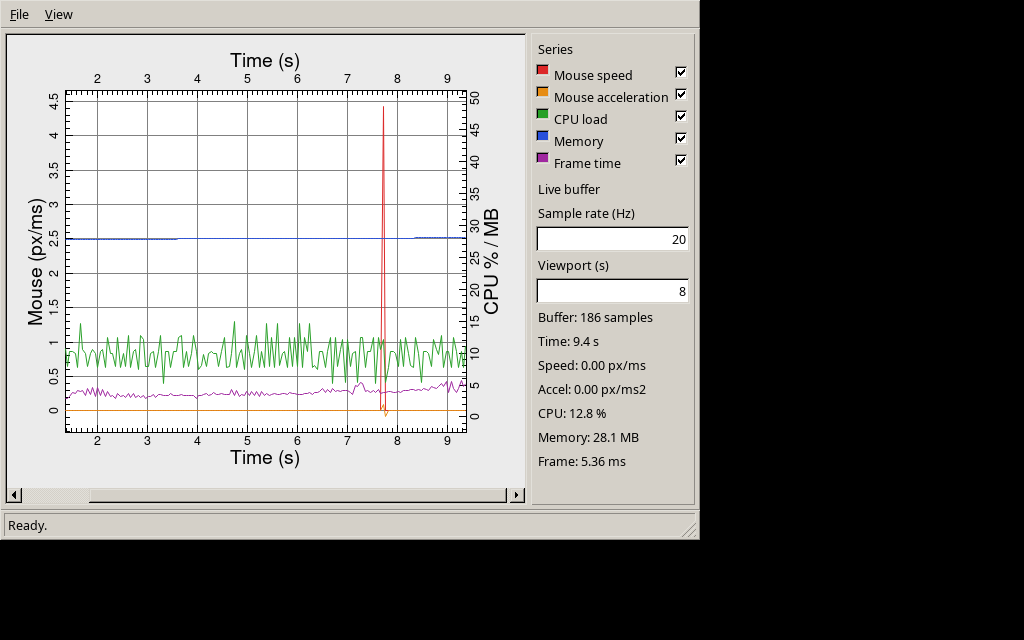 File View
Time (s)
2 3 4 5 6 7 8 9
4.5
4
3.5
3
2.5
2
1.5
1
0.5
0
Mouse (px/ms)
50
45
40
35
30
25
20
15
10
5
0
CPU % / MB
2 3 4 5 6 7 8 9
Time (s)
Series
Mouse speed
Mouse acceleration
CPU load
Memory
Frame time
Live buffer
Sample rate (Hz)
20
Viewport (s)
8
Buffer: 186 samples
Time: 9.4 s
Speed: 0.00 px/ms
Accel: 0.00 px/ms2
CPU: 12.8 %
Memory: 28.1 MB
Frame: 5.36 ms
Ready.